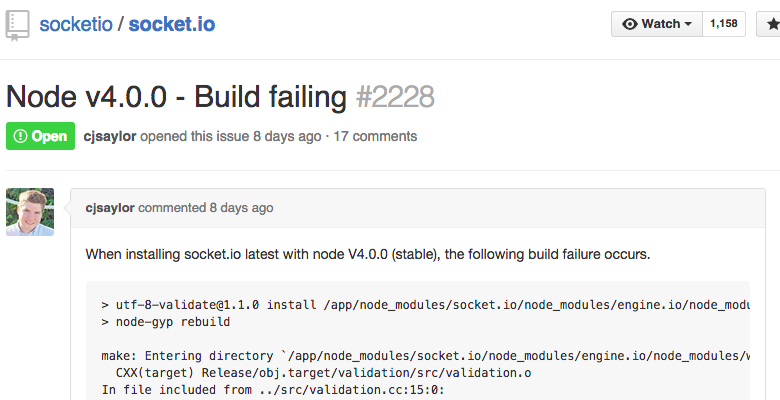 socketio / socket.io
Watch 1,158
Node v4.0.0 - Build failing #2228
Open cjsaylor opened this issue 8 days ago · 17 comments
cjsaylor commented 8 days ago
When installing socket.io latest with node V4.0.0 (stable), the following build failure occurs.
> utf-8-validate@1.1.0 install /app/node_modules/socket.io/node_modules/engine.io/node_modu
> node-gyp rebuild
make: Entering directory `/app/node_modules/socket.io/node_modules/engine.io/node_modules/w
CXX(target) Release/obj.target/validation/src/validation.o
In file included from ../src/validation.cc:15:0: